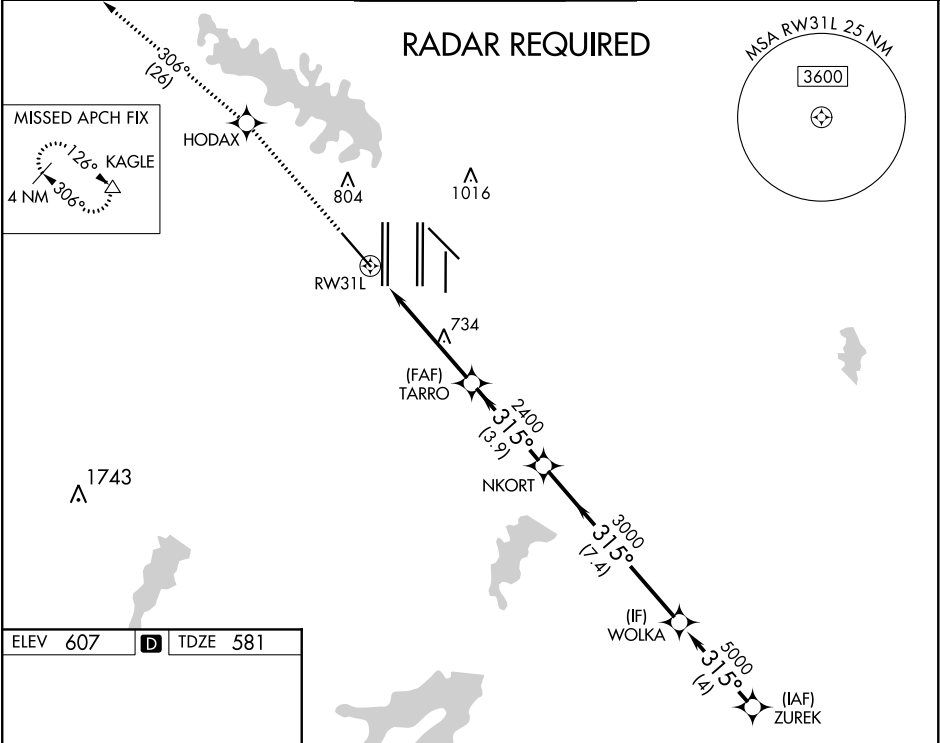 RADAR REQUIRED
MSA RW31L 25 NM
3600
306°
(26)
HODAX
MISSED APCH FIX
126°
KAGLE
4 NM
306°
804
1016
RW31L
734
(FAF)
TARRO
2400
315°
(3.9)
NKORT
1743
3000
315°
(7.4)
(IF)
WOLKA
5000
315°
(4)
(IAF)
ZUREK
ELEV 607 D TDZE 581